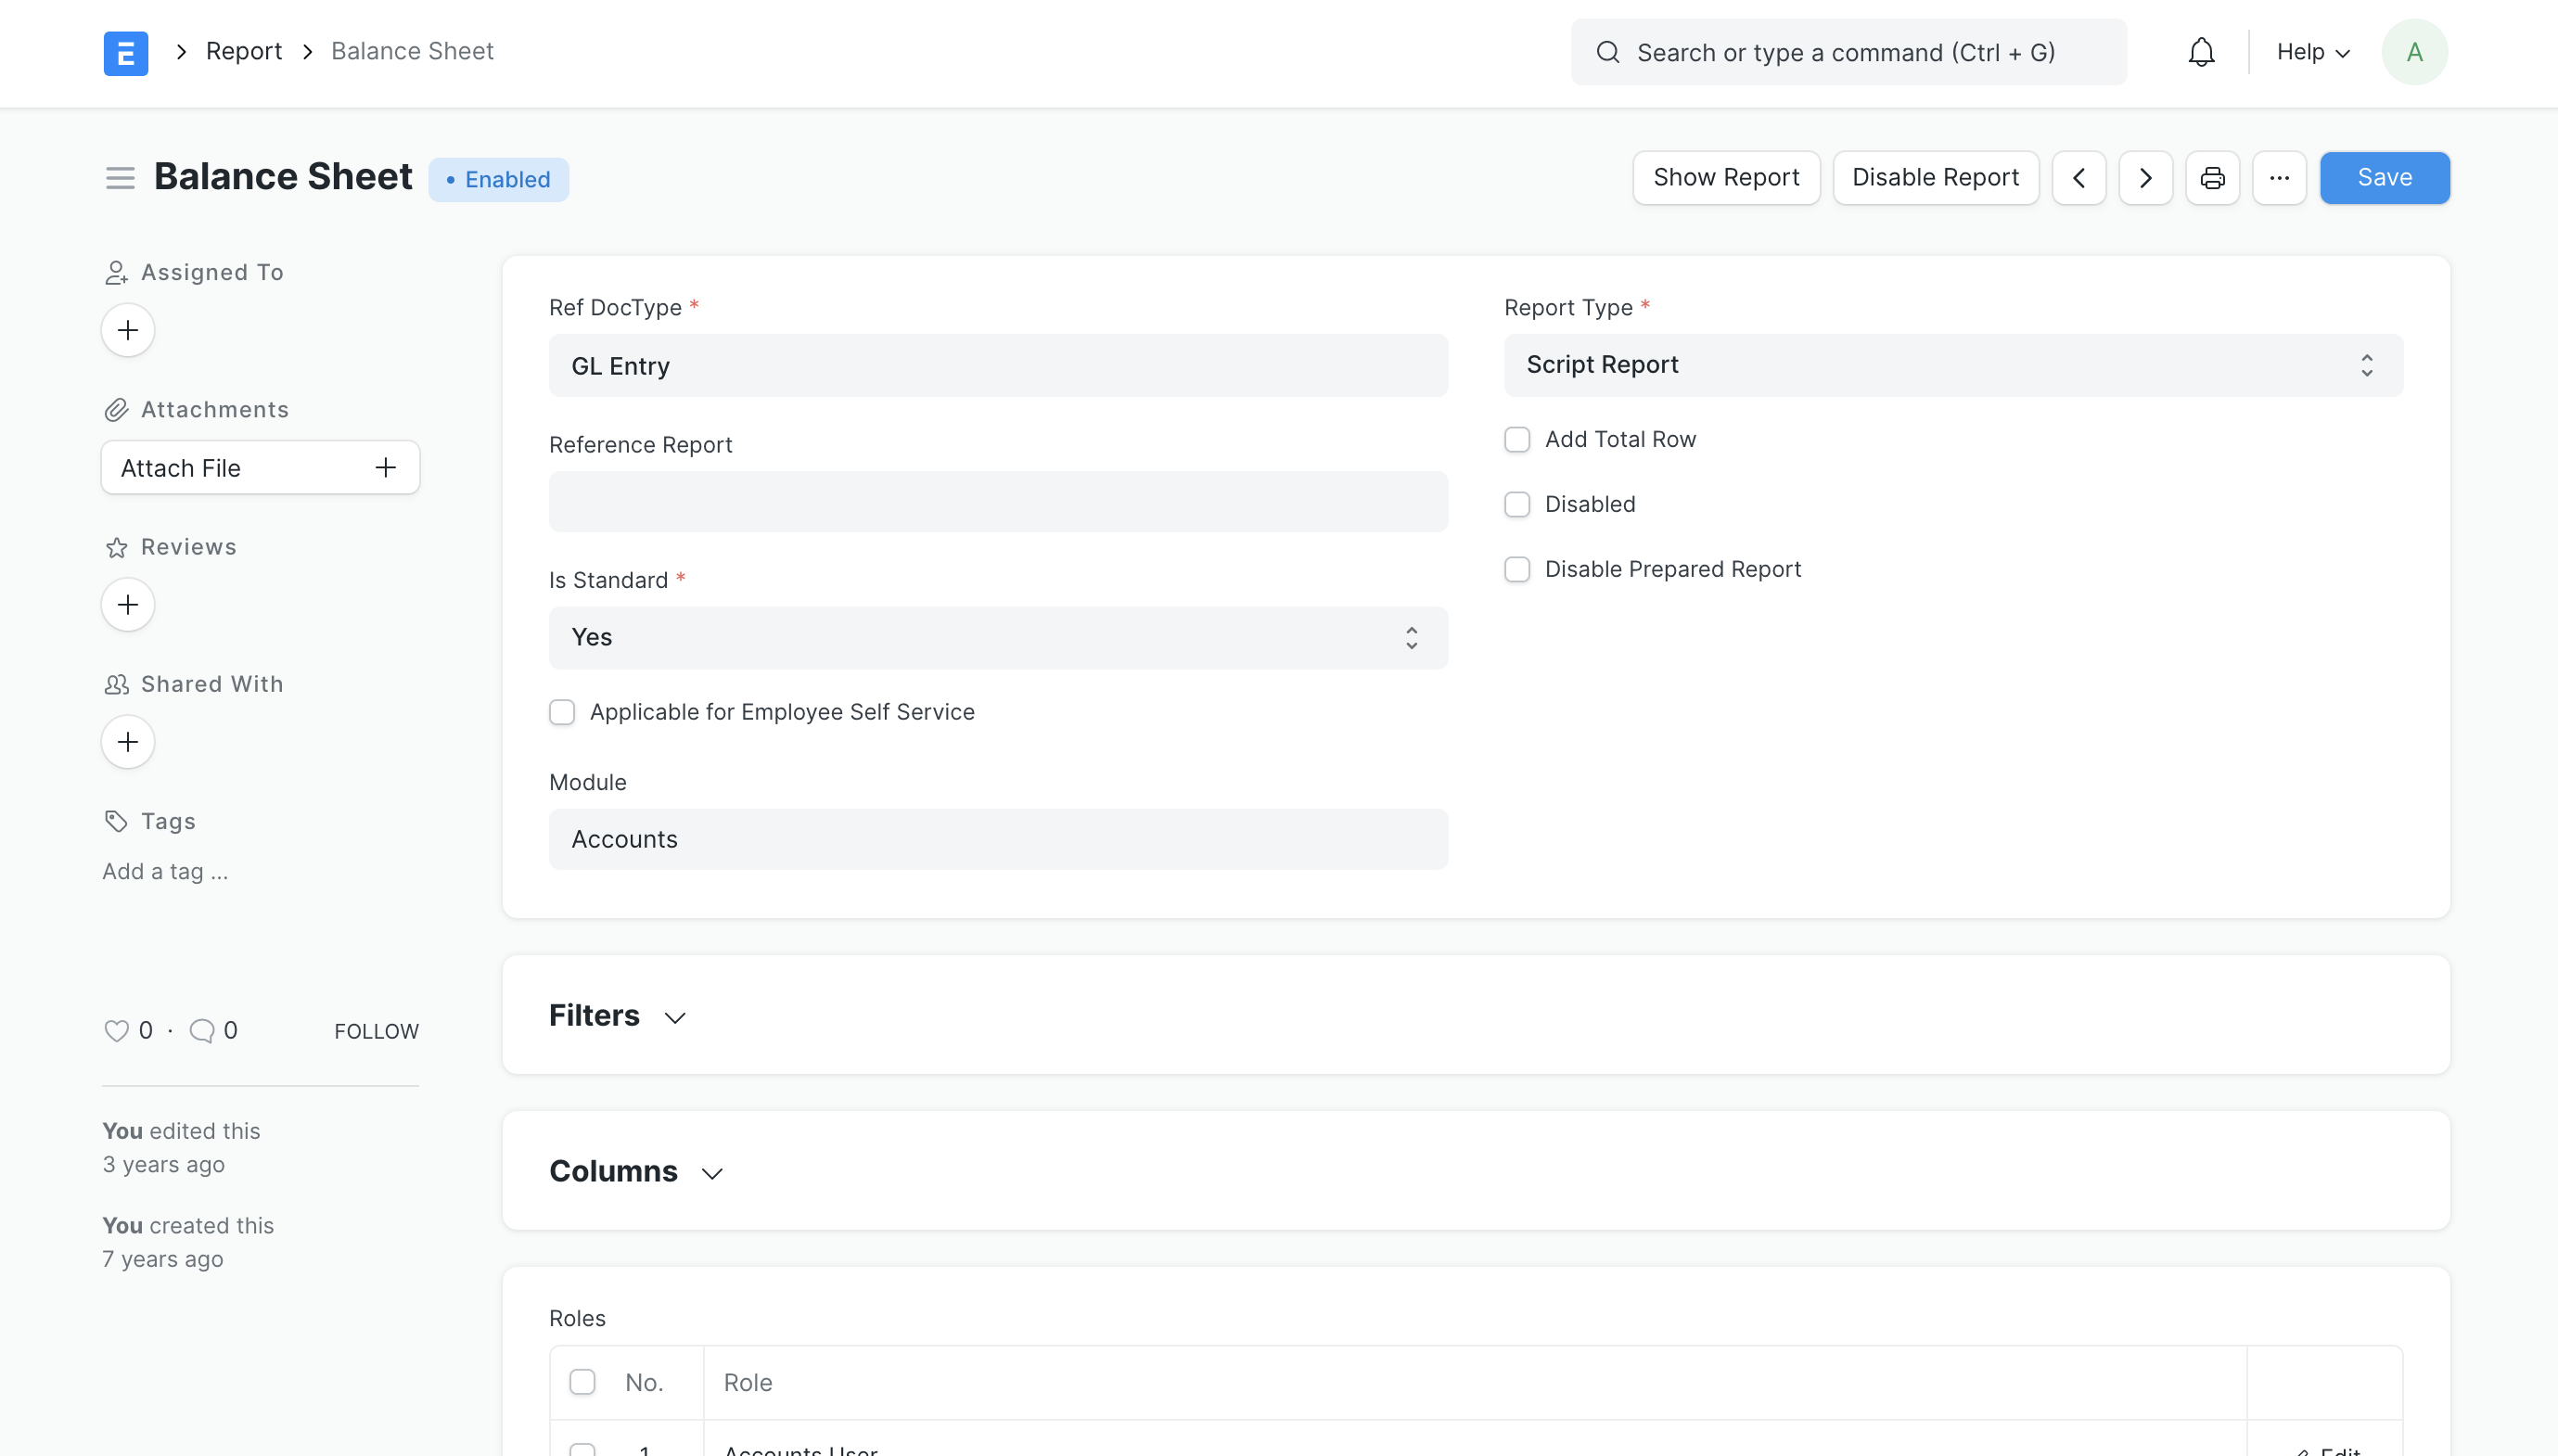 Report
Balance Sheet
Search or type a command (Ctrl + G)
Help
A
Balance Sheet
Enabled
Show Report
Disable Report
Save
Assigned To
Attachments
Attach File
Reviews
Shared With
Tags
Add a tag ...
0 · 0
FOLLOW
You edited this
3 years ago
You created this
7 years ago
Ref DocType *
GL Entry
Reference Report
Is Standard *
Yes
Applicable for Employee Self Service
Module
Accounts
Report Type *
Script Report
Add Total Row
Disabled
Disable Prepared Report
Filters
Columns
Roles
No. Role
1 Accounts User Edit